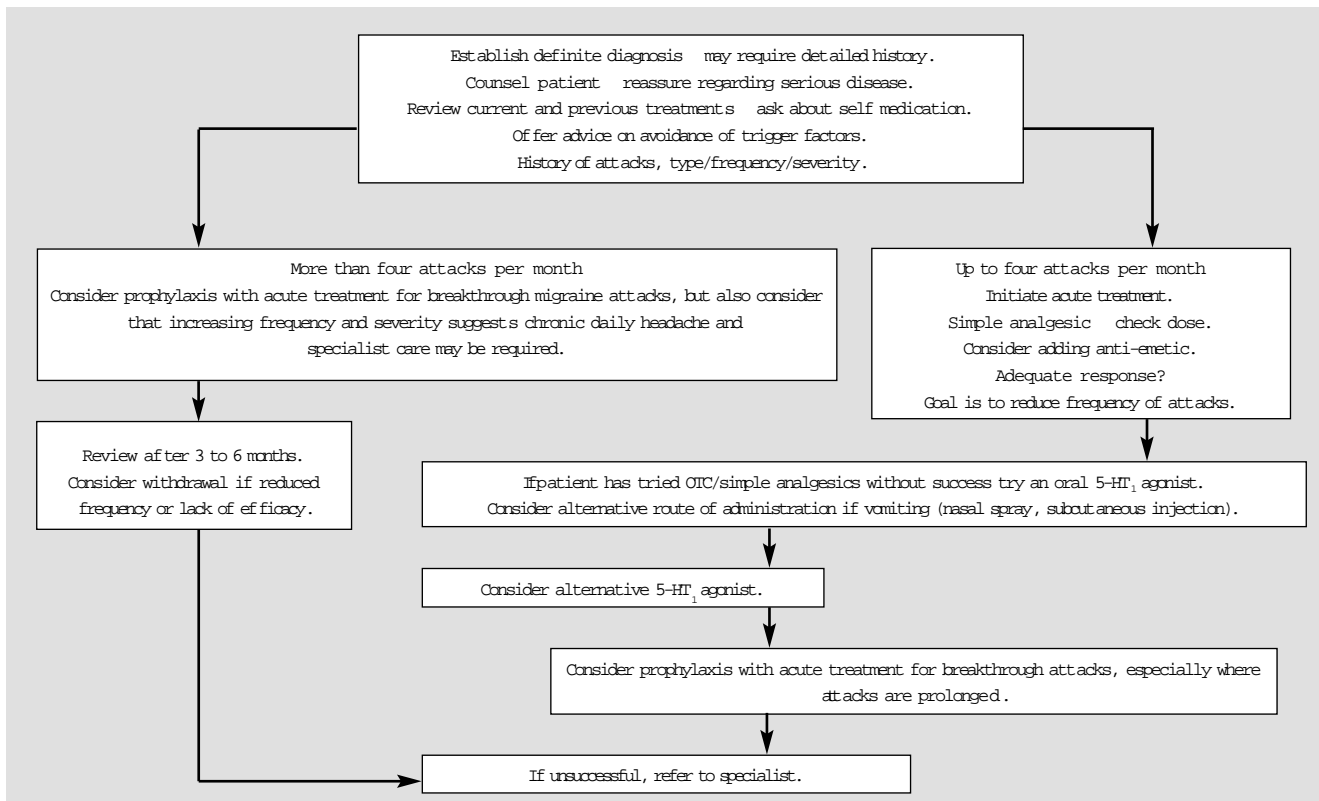 Establish definite diagnosis may require detailed history.
Counsel patient reassure regarding serious disease.
Review current and previous treatments ask about self medication.
Offer advice on avoidance of trigger factors.
History of attacks, type/frequency/severity.
More than four attacks per month
Consider prophylaxis with acute treatment for breakthrough migraine attacks, but also consider
that increasing frequency and severity suggests chronic daily headache and
specialist care may be required.
Up to four attacks per month
Initiate acute treatment.
Simple analgesic check dose.
Consider adding anti-emetic.
Adequate response?
Goal is to reduce frequency of attacks.
Review after 3 to 6 months.
Consider withdrawal if reduced
frequency or lack of efficacy.
If patient has tried OTC/simple analgesics without success try an oral 5-HT₁ agonist.
Consider alternative route of administration if vomiting (nasal spray, subcutaneous injection).
Consider alternative 5-HT₁ agonist.
Consider prophylaxis with acute treatment for breakthrough attacks, especially where
attacks are prolonged.
If unsuccessful, refer to specialist.